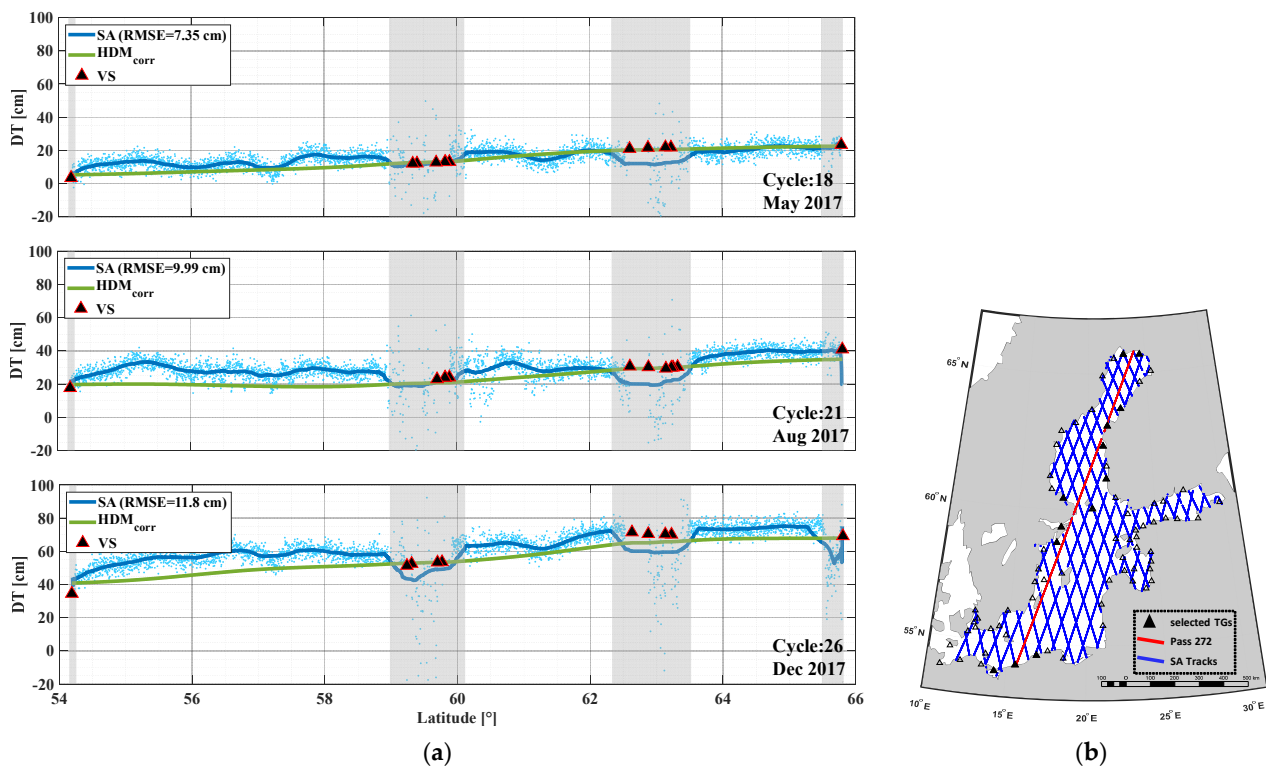 100
80
60
40
20
0
-20
DT [cm]
SA (RMSE=7.35 cm)
HDMcorr
VS
Cycle:18
May 2017
100
80
60
40
20
0
-20
DT [cm]
SA (RMSE=9.99 cm)
HDMcorr
VS
Cycle:21
Aug 2017
100
80
60
40
20
0
-20
DT [cm]
SA (RMSE=11.8 cm)
HDMcorr
VS
Cycle:26
Dec 2017
54 56 58 60 62 64 66
Latitude [°]
(a)
65°N
60°N
55°N
selected TGs
Pass 272
SA Tracks
100 0 100 200 300 400 500 km
10°E 15°E 20°E 25°E 30°E
(b)